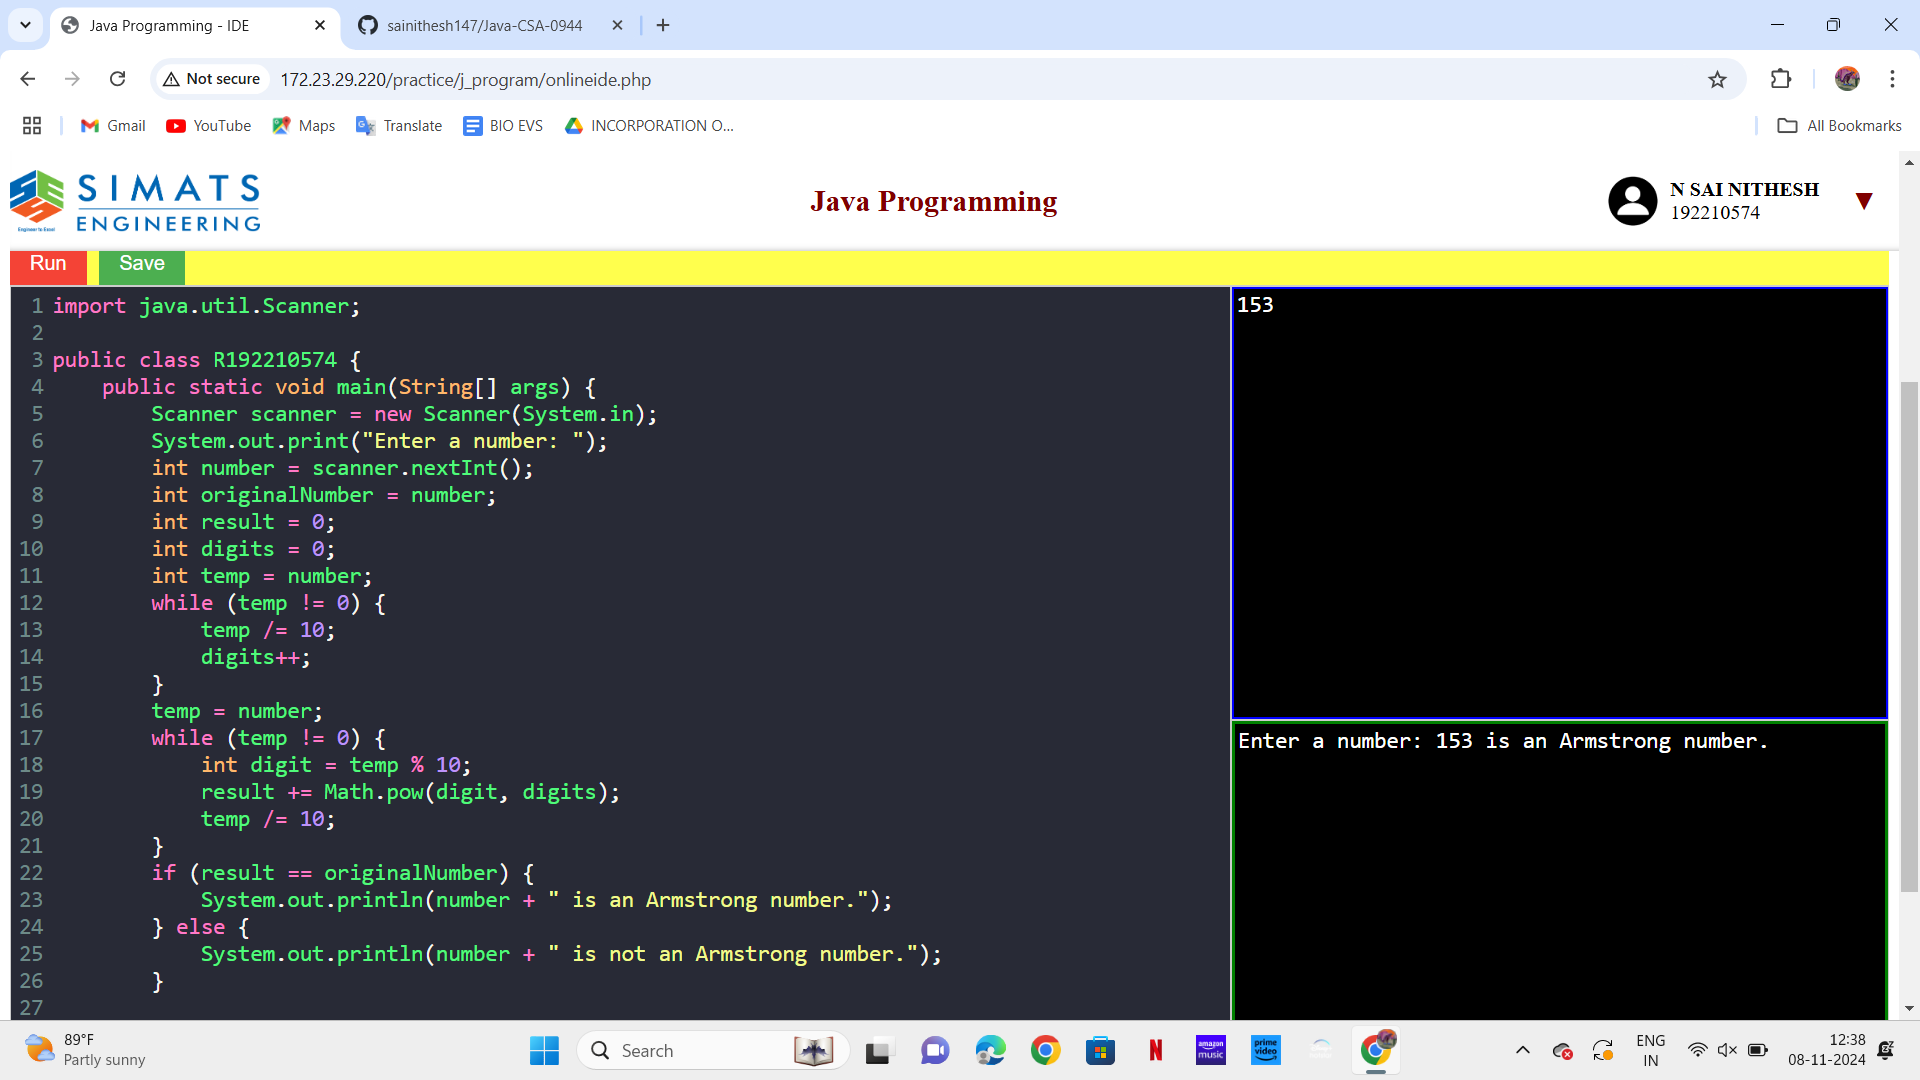 Java Programming - IDE
sainithesh147/Java-CSA-0944
Not secure
172.23.29.220/practice/j_program/onlineide.php
Gmail
YouTube
Maps
Translate
BIO EVS
INCORPORATION O...
All Bookmarks
SIMATS
ENGINEERING
Engineer to Excel
Java Programming
N SAI NITHESH
192210574
Run
Save
1 import java.util.Scanner;
2
3 public class R192210574 {
4     public static void main(String[] args) {
5         Scanner scanner = new Scanner(System.in);
6         System.out.print("Enter a number: ");
7         int number = scanner.nextInt();
8         int originalNumber = number;
9         int result = 0;
10         int digits = 0;
11         int temp = number;
12         while (temp != 0) {
13             temp /= 10;
14             digits++;
15         }
16         temp = number;
17         while (temp != 0) {
18             int digit = temp % 10;
19             result += Math.pow(digit, digits);
20             temp /= 10;
21         }
22         if (result == originalNumber) {
23             System.out.println(number + " is an Armstrong number.");
24         } else {
25             System.out.println(number + " is not an Armstrong number.");
26         }
27
153
Enter a number: 153 is an Armstrong number.
89°F
Partly sunny
Search
N
amazon music
prime video
ENG
IN
12:38
08-11-2024